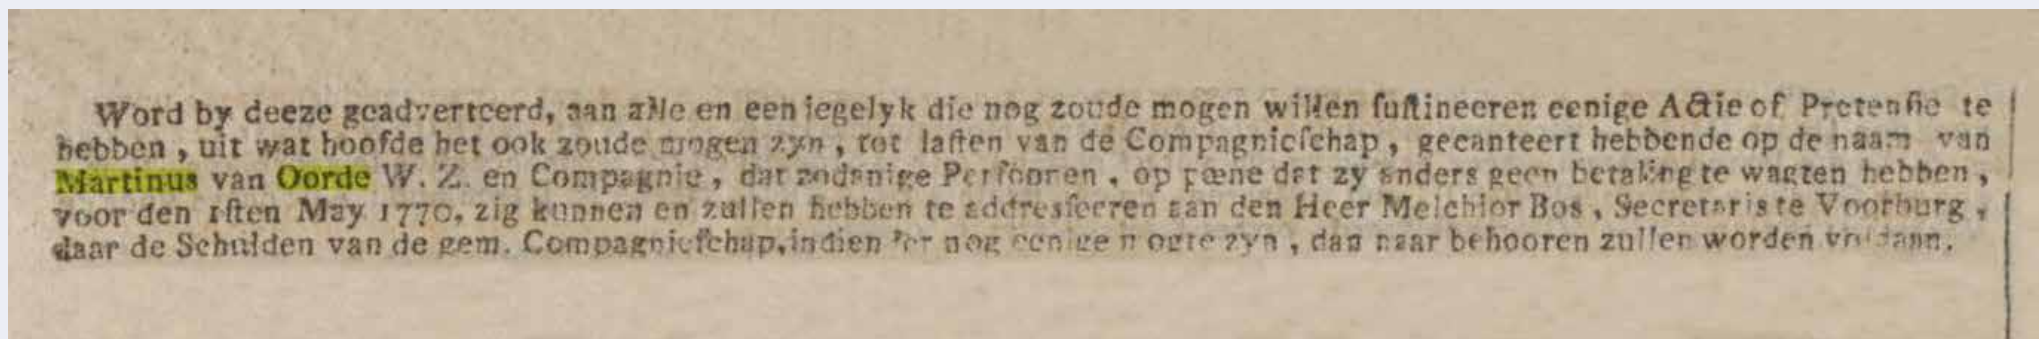 Word by deeze geadverteerd, aan alle en een iegelyk die nog zoude mogen willen ſuſtineeren eenige Actie of Pretenſie te
hebben, uit wat hoofde het ook zoude mogen zyn, tot laſten van de Compagnieſchap, gecanteert hebbende op de naam van
Martinus van Oorde W. Z. en Compagnie, dat zodanige Perſoonen, op pœne dat zy anders geen betaling te wagten hebben,
voor den 1ſten May 1770, zig kunnen en zullen hebben te addresſeeren aan den Heer Melchior Bos, Secretaris te Voorburg,
daar de Schulden van de gem. Compagnieſchap, indien 'er nog eenige mogte zyn, dan naar behooren zullen worden voldaan.